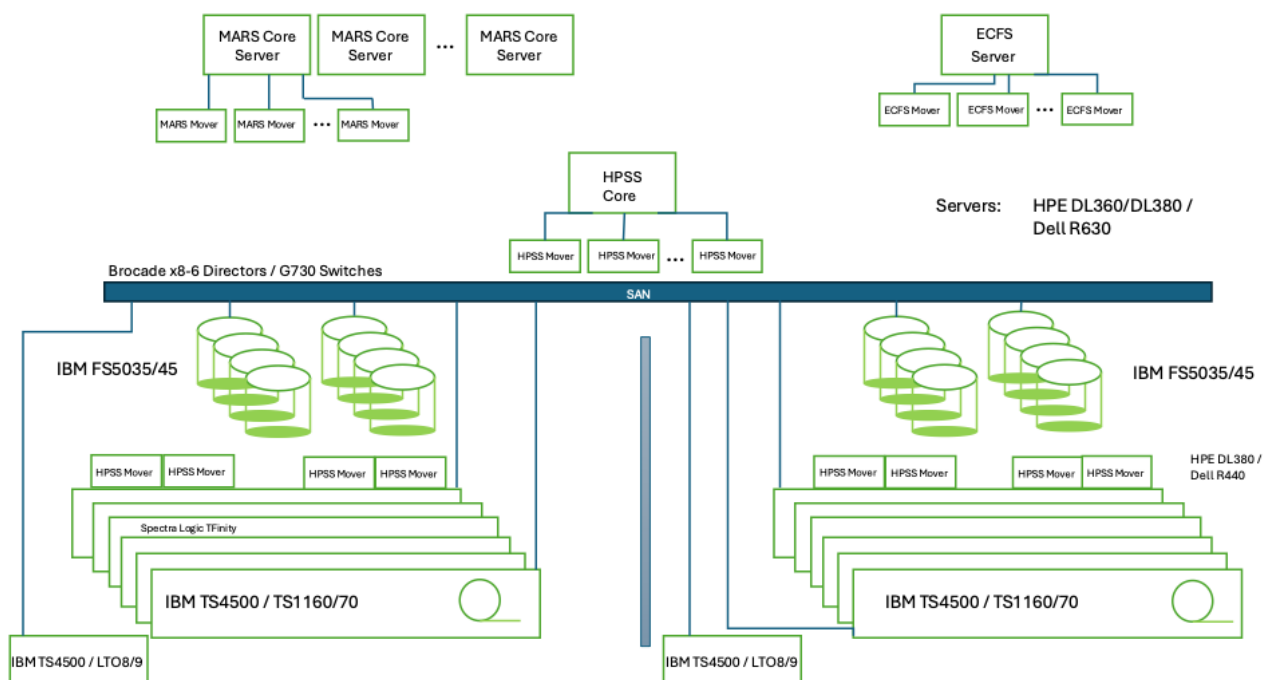 MARS Core
Server
MARS Core
Server
...
MARS Core
Server
ECFS
Server
MARS Mover
MARS Mover
...
MARS Mover
ECFS Mover
ECFS Mover
...
ECFS Mover
HPSS
Core
Servers: HPE DL360/DL380 /
Dell R630
HPSS Mover
HPSS Mover
...
HPSS Mover
Brocade x8-6 Directors / G730 Switches
SAN
IBM FS5035/45
IBM FS5035/45
HPSS Mover
HPSS Mover
HPSS Mover
HPSS Mover
HPSS Mover
HPSS Mover
HPSS Mover
HPSS Mover
HPE DL380 /
Dell R440
Spectra Logic TFinity
IBM TS4500 / TS1160/70
IBM TS4500 / TS1160/70
IBM TS4500 / LTO8/9
IBM TS4500 / LTO8/9